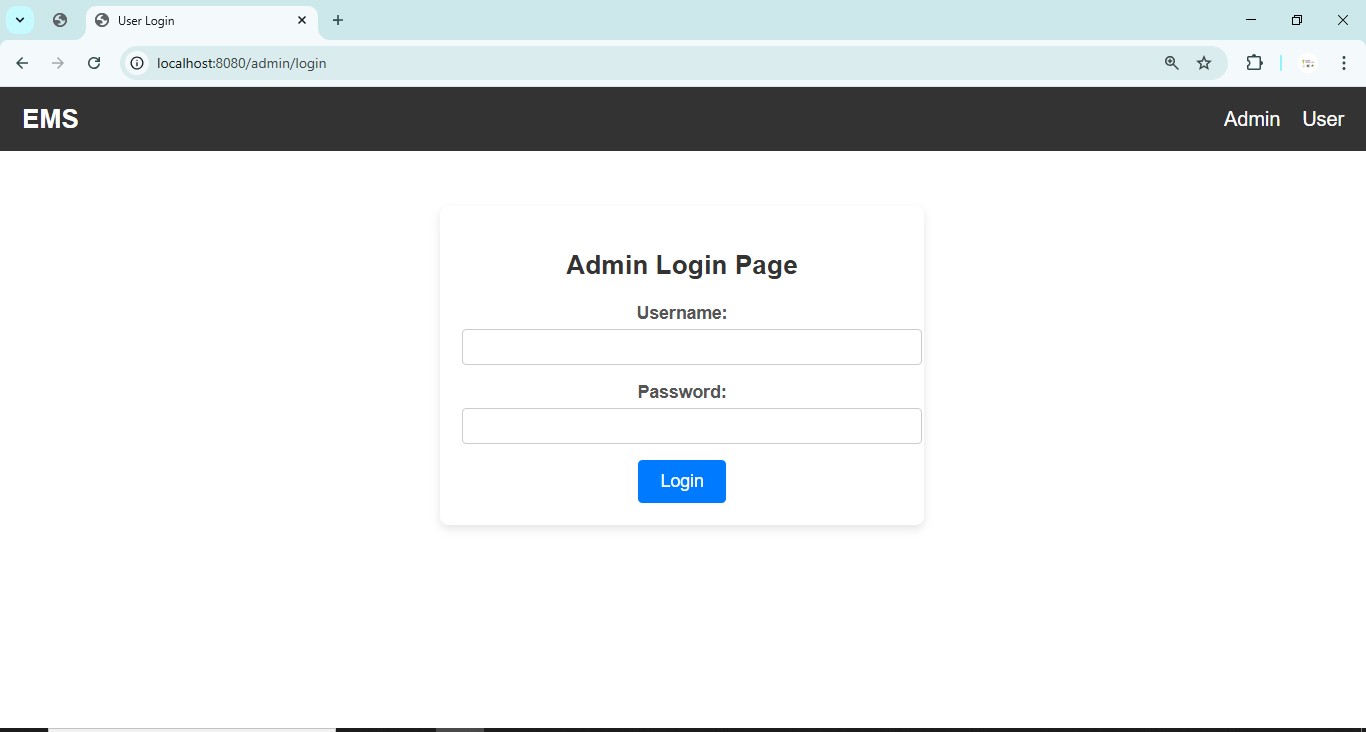 User Login
localhost:8080/admin/login
EMS
Admin User
Admin Login Page
Username:
Password:
Login